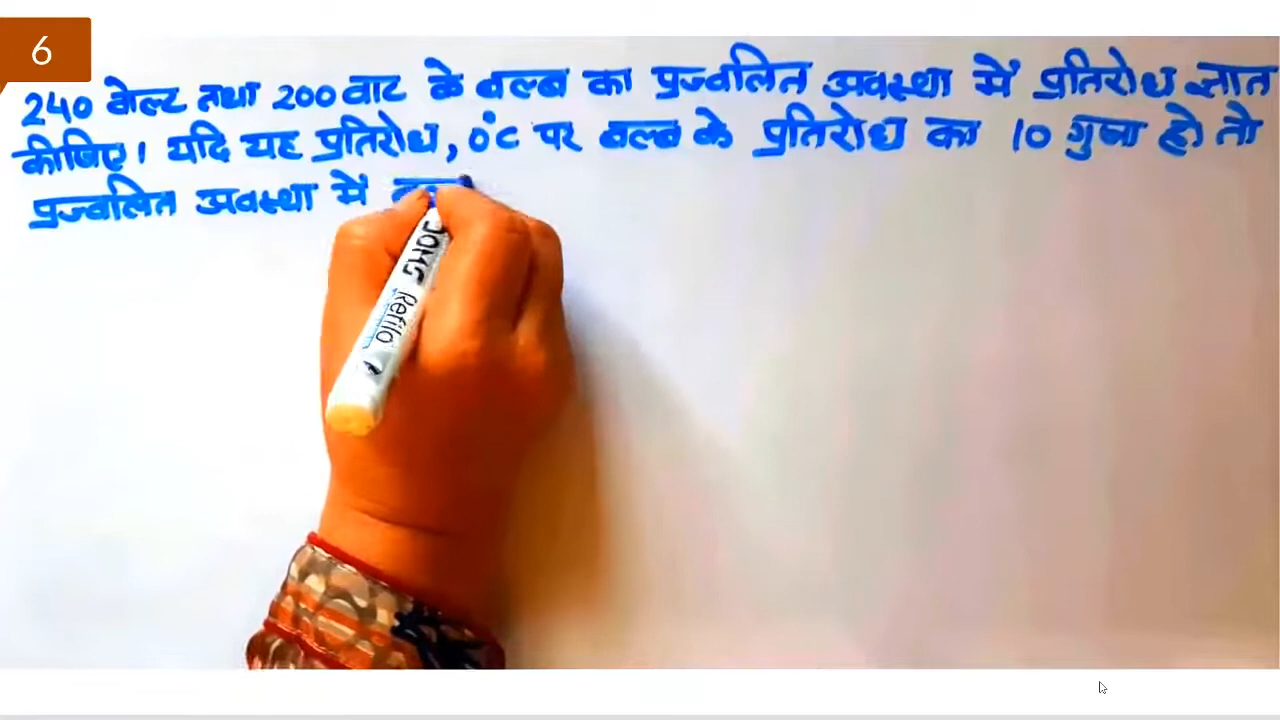 6
240 वोल्ट तथा 200 वाट के बल्ब का प्रज्वलित अवस्था में प्रतिरोध ज्ञात
कीजिए। यदि यह प्रतिरोध, 0°C पर बल्ब के प्रतिरोध का 10 गुना हो तो
प्रज्वलित अवस्था में
Refilo